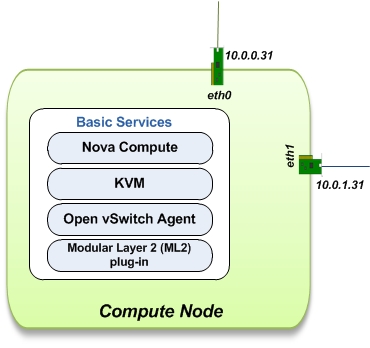 10.0.0.31
eth0
Basic Services
Nova Compute
KVM
Open vSwitch Agent
Modular Layer 2 (ML2)
plug-in
eth1
10.0.1.31
Compute Node